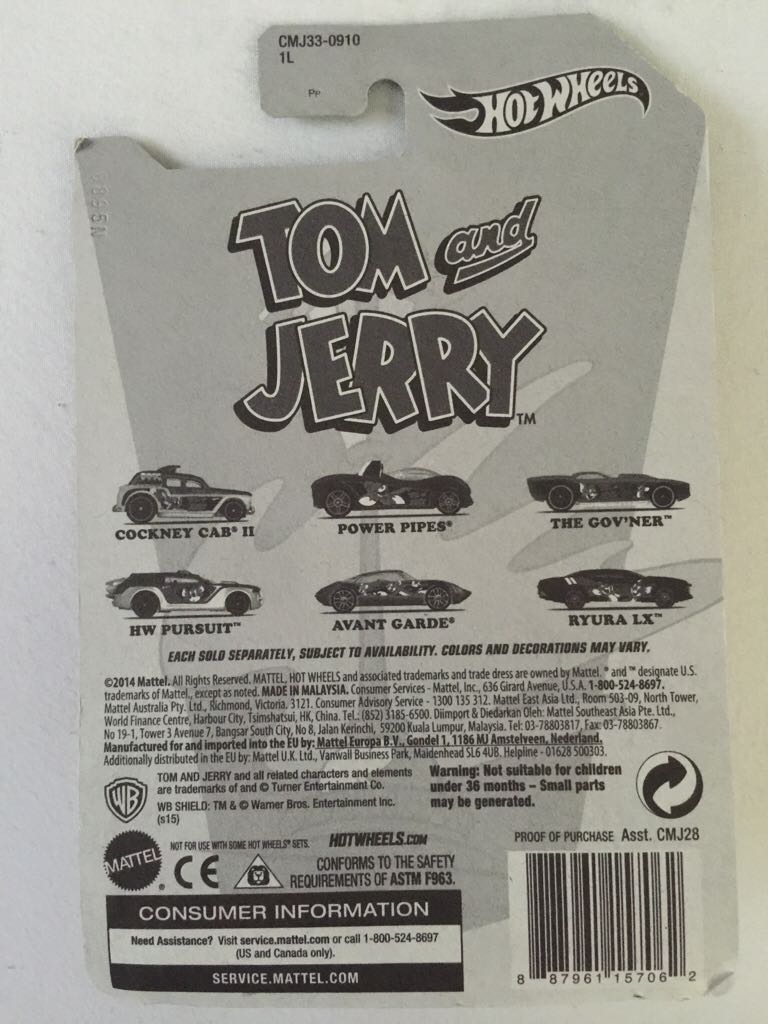 CMJ33-0910
1L
PP
HOT WHEELS
TOM and
JERRY™
COCKNEY CAB® II
POWER PIPES®
THE GOV'NER™
HW PURSUIT™
AVANT GARDE®
RYURA LX™
EACH SOLD SEPARATELY, SUBJECT TO AVAILABILITY. COLORS AND DECORATIONS MAY VARY.
©2014 Mattel. All Rights Reserved. MATTEL, HOT WHEELS and associated trademarks and trade dress are owned by Mattel. ® and ™ designate U.S.
trademarks of Mattel, except as noted. MADE IN MALAYSIA. Consumer Services - Mattel, Inc., 636 Girard Avenue, U.S.A. 1-800-524-8697.
Mattel Australia Pty. Ltd., Richmond, Victoria. 3121. Consumer Advisory Service - 1300 135 312. Mattel East Asia Ltd., Room 503-09, North Tower,
World Finance Centre, Harbour City, Tsimshatsui, HK, China. Tel.: (852) 3185-6500. Diimport & Diedarkan Oleh: Mattel Southeast Asia Pte. Ltd.,
No 19-1, Tower 3 Avenue 7, Bangsar South City, No 8, Jalan Kerinchi, 59200 Kuala Lumpur, Malaysia. Tel: 03-78803817, Fax: 03-78803867.
Manufactured for and imported into the EU by: Mattel Europa B.V., Gondel 1, 1186 MJ Amstelveen, Nederland.
Additionally distributed in the EU by: Mattel U.K. Ltd., Vanwall Business Park, Maidenhead SL6 4UB. Helpline - 01628 500303.
WB
TOM AND JERRY and all related characters and elements
are trademarks of and © Turner Entertainment Co.
WB SHIELD: TM & © Warner Bros. Entertainment Inc.
(s15)
Warning: Not suitable for children
under 36 months – Small parts
may be generated.
PROOF OF PURCHASE Asst. CMJ28
MATTEL®
NOT FOR USE WITH SOME HOT WHEELS® SETS.
HOTWHEELS.COM
CE
CONFORMS TO THE SAFETY
REQUIREMENTS OF ASTM F963.
CONSUMER INFORMATION
Need Assistance? Visit service.mattel.com or call 1-800-524-8697
(US and Canada only).
SERVICE.MATTEL.COM
8 87961 15706 2